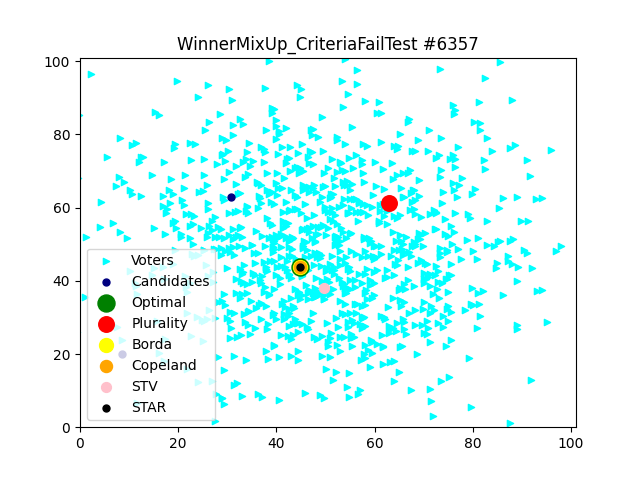 WinnerMixUp_CriteriaFailTest #6357
100
80
60
40
20
0
Voters
Candidates
Optimal
Plurality
Borda
Copeland
STV
STAR
0 20 40 60 80 100